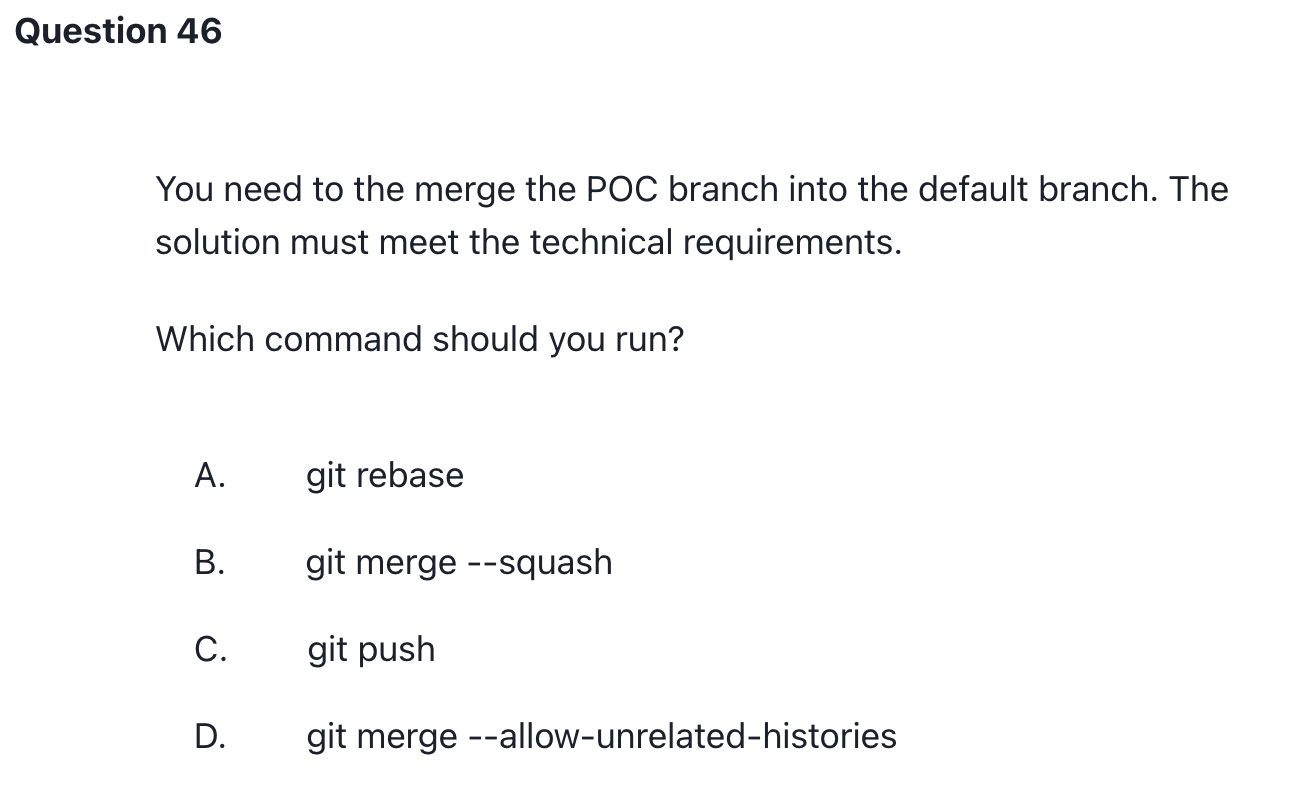 Question 46
You need to the merge the POC branch into the default branch. The
solution must meet the technical requirements.
Which command should you run?
A. git rebase
B. git merge --squash
C. git push
D. git merge --allow-unrelated-histories